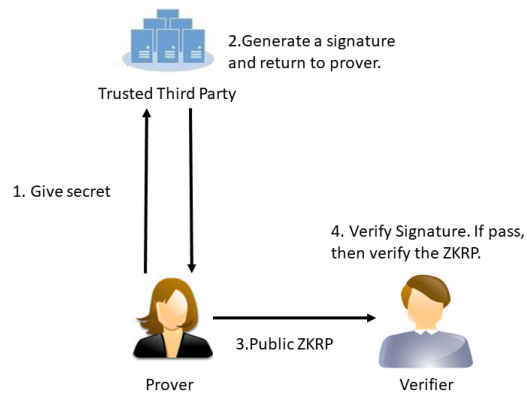 2.Generate a signature
and return to prover.
Trusted Third Party
1. Give secret
4. Verify Signature. If pass,
then verify the ZKRP.
3.Public ZKRP
Prover
Verifier